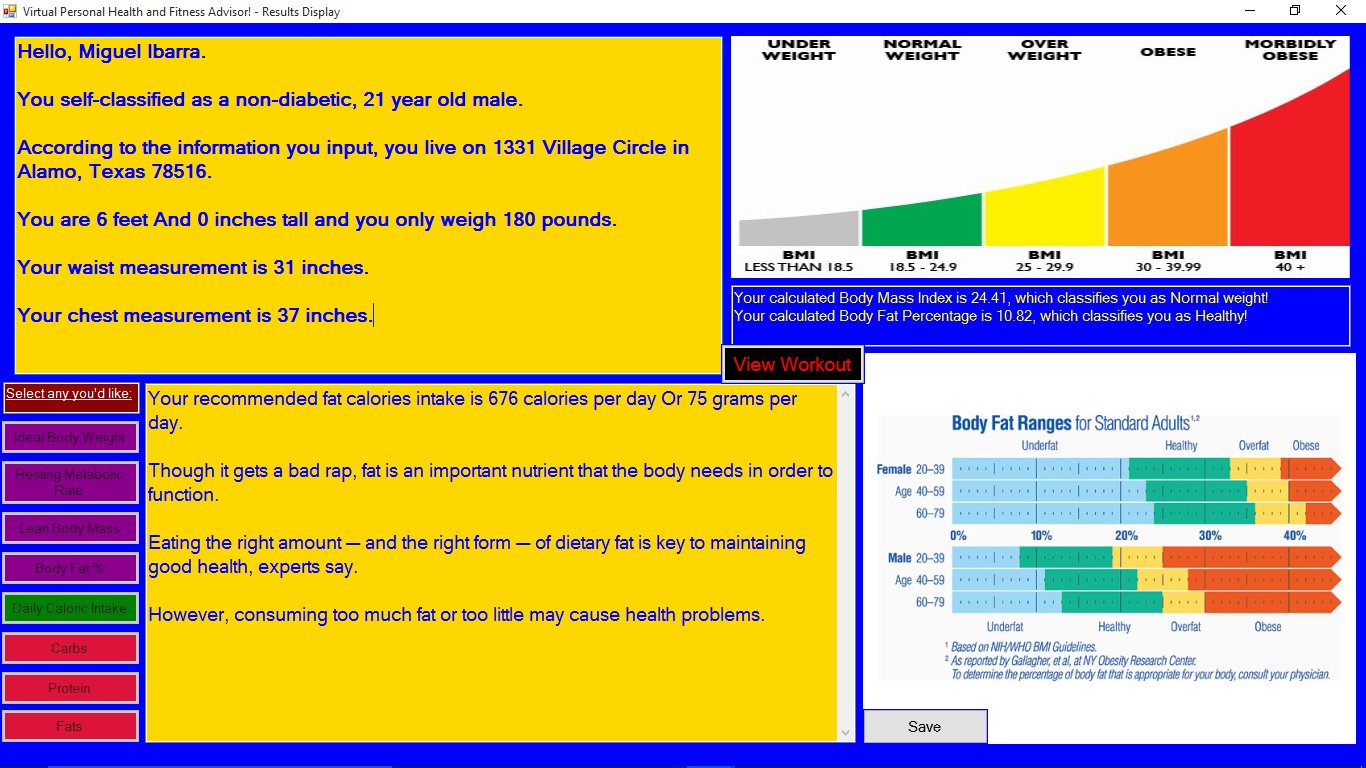 Virtual Personal Health and Fitness Advisor! - Results Display
Hello, Miguel Ibarra.
You self-classified as a non-diabetic, 21 year old male.
According to the information you input, you live on 1331 Village Circle in
Alamo, Texas 78516.
You are 6 feet And 0 inches tall and you only weigh 180 pounds.
Your waist measurement is 31 inches.
Your chest measurement is 37 inches.
UNDER WEIGHT
NORMAL WEIGHT
OVER WEIGHT
OBESE
MORBIDLY OBESE
BMI LESS THAN 18.5
BMI 18.5 - 24.9
BMI 25 - 29.9
BMI 30 - 39.99
BMI 40 +
Your calculated Body Mass Index is 24.41, which classifies you as Normal weight!
Your calculated Body Fat Percentage is 10.82, which classifies you as Healthy!
View Workout
Select any you'd like:
Ideal Body Weight
Resting Metabolic
Rate
Lean Body Mass
Body Fat %
Daily Caloric Intake
Carbs
Protein
Fats
Your recommended fat calories intake is 676 calories per day Or 75 grams per
day.
Though it gets a bad rap, fat is an important nutrient that the body needs in order to
function.
Eating the right amount — and the right form — of dietary fat is key to maintaining
good health, experts say.
However, consuming too much fat or too little may cause health problems.
Body Fat Ranges for Standard Adults¹,²
Underfat Healthy Overfat Obese
Female 20–39
Age 40–59
60–79
0% 10% 20% 30% 40%
Male 20–39
Age 40–59
60–79
Underfat Healthy Overfat Obese
¹ Based on NIH/WHO BMI Guidelines.
² As reported by Gallagher, et al, at NY Obesity Research Center.
To determine the percentage of body fat that is appropriate for your body, consult your physician.
Save